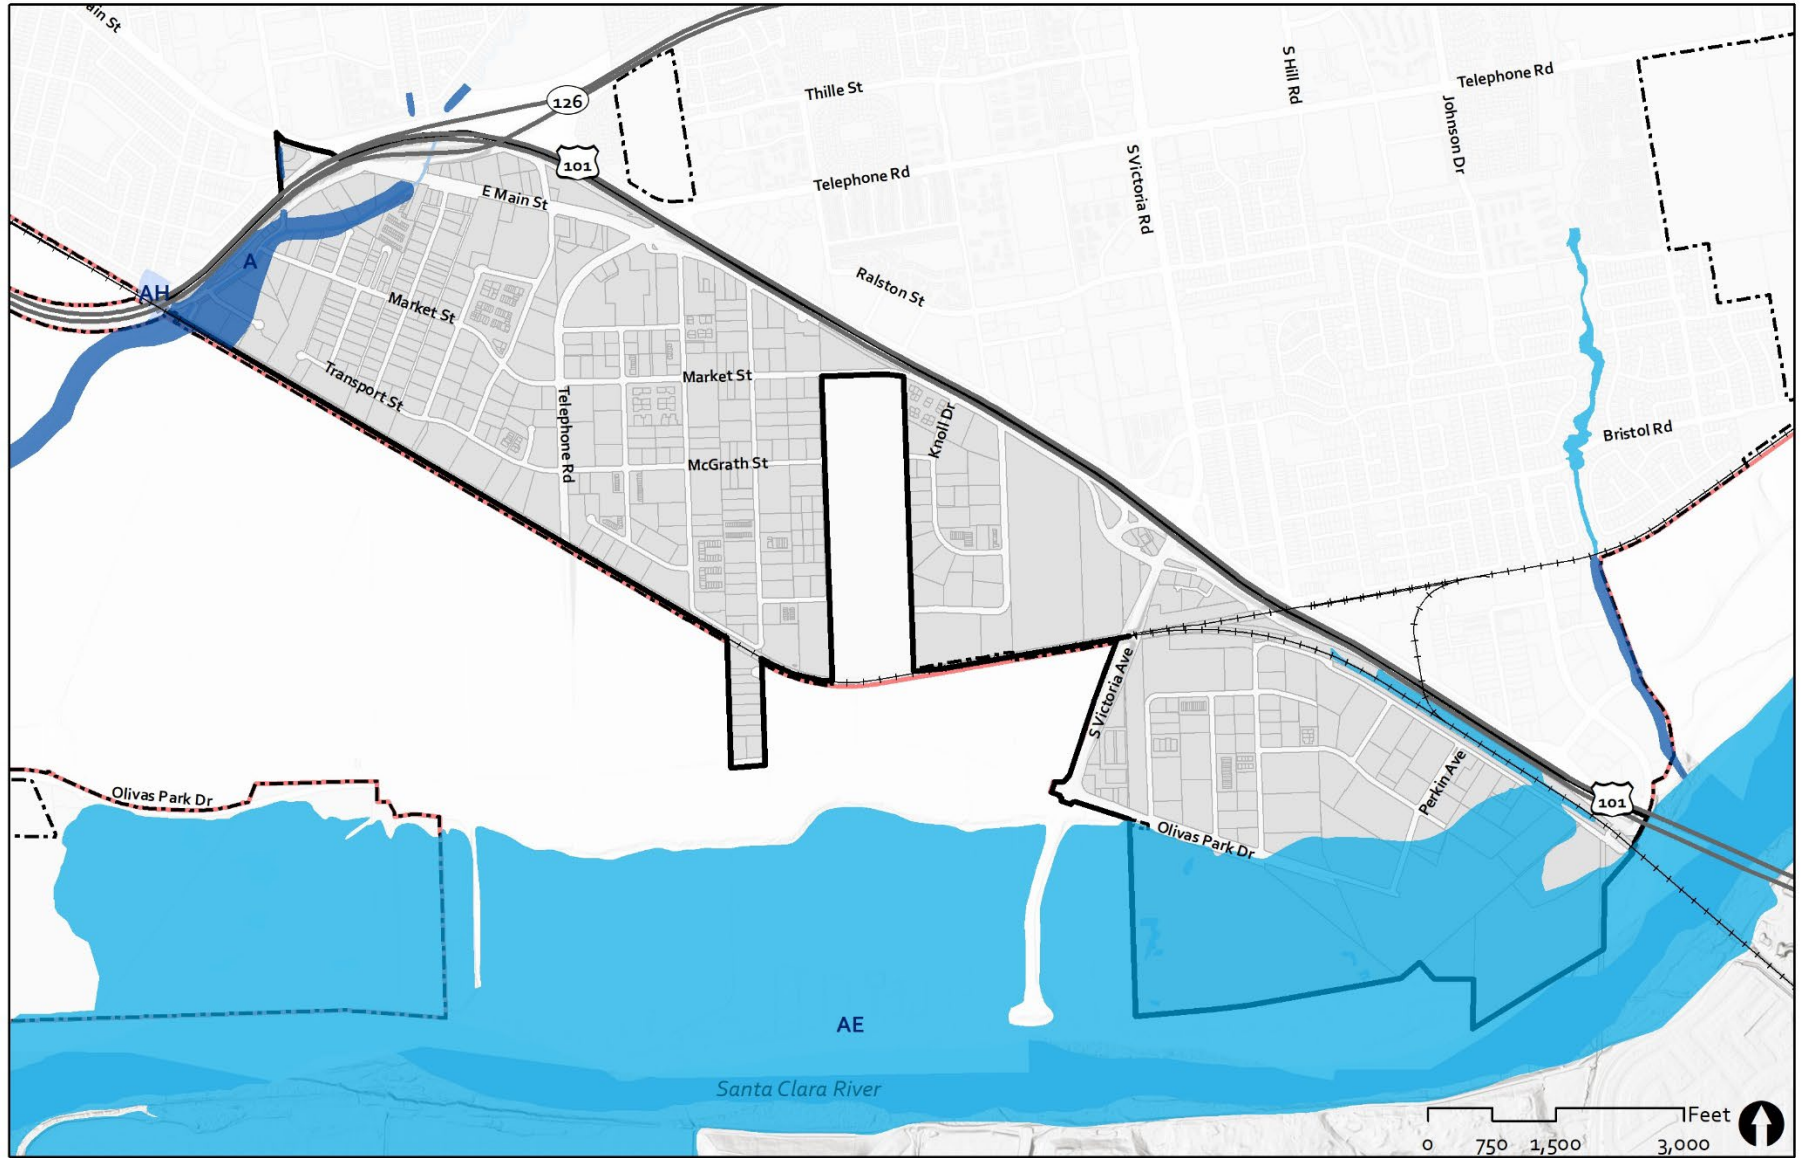 ain St
126
Thille St
S Hill Rd
Telephone Rd
Johnson Dr
101
Telephone Rd
S Victoria Rd
E Main St
A
AH
Ralston St
Market St
Transport St
Market St
Telephone Rd
Knoll Dr
Bristol Rd
McGrath St
S Victoria Ave
Perkin Ave
Olivas Park Dr
101
Olivas Park Dr
AE
Santa Clara River
Feet
0 750 1,500 3,000